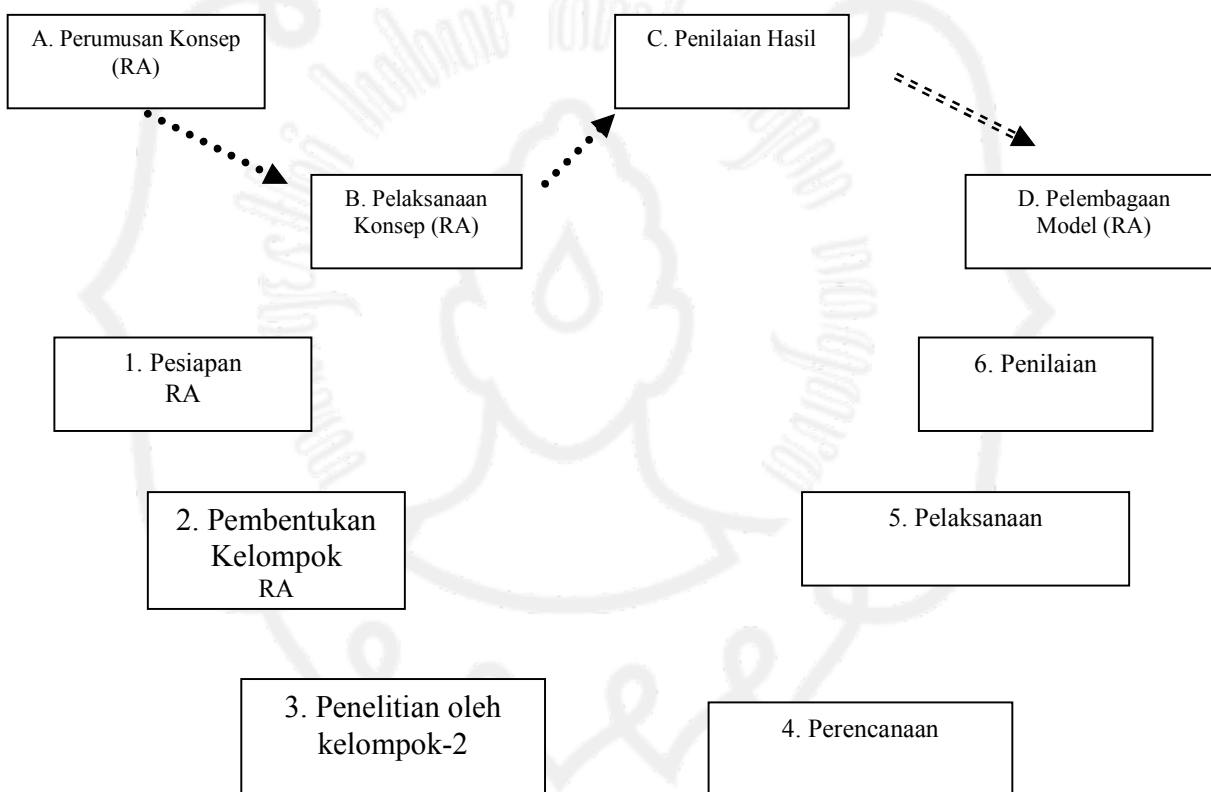 A. Perumusan Konsep
(RA)
C. Penilaian Hasil
B. Pelaksanaan
Konsep (RA)
D. Pelembagaan
Model (RA)
1. Pesiapan
RA
6. Penilaian
2. Pembentukan
Kelompok
RA
5. Pelaksanaan
3. Penelitian oleh
kelompok-2
4. Perencanaan